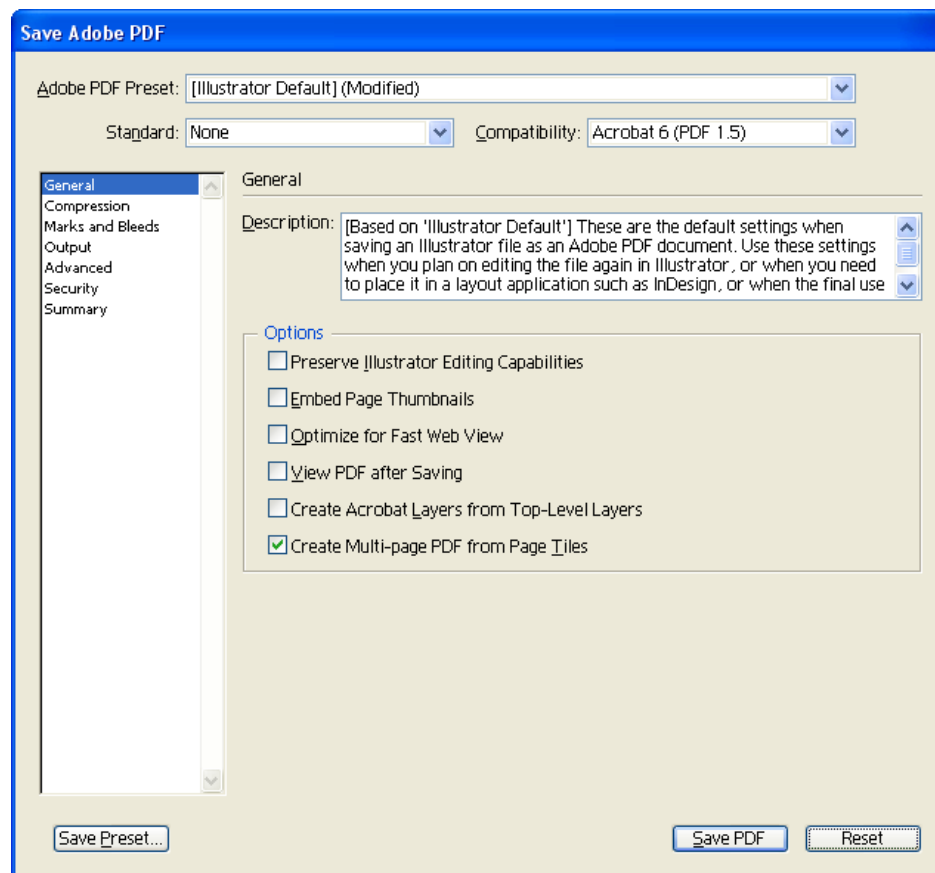 Save Adobe PDF
Adobe PDF Preset: [Illustrator Default] (Modified)
Standard: None Compatibility: Acrobat 6 (PDF 1.5)
General
Compression
Marks and Bleeds
Output
Advanced
Security
Summary
General
Description: [Based on 'Illustrator Default'] These are the default settings when
saving an Illustrator file as an Adobe PDF document. Use these settings
when you plan on editing the file again in Illustrator, or when you need
to place it in a layout application such as InDesign, or when the final use
Options
Preserve Illustrator Editing Capabilities
Embed Page Thumbnails
Optimize for Fast Web View
View PDF after Saving
Create Acrobat Layers from Top-Level Layers
Create Multi-page PDF from Page Tiles
Save Preset... Save PDF Reset